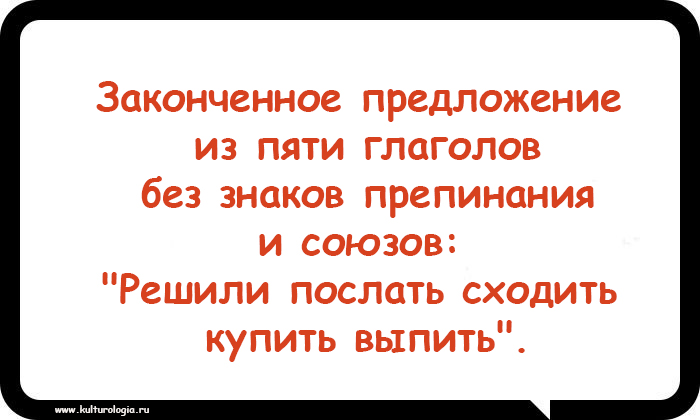 Законченное предложение
из пяти глаголов
без знаков препинания
и союзов:
"Решили послать сходить
купить выпить".
www.kulturologia.ru